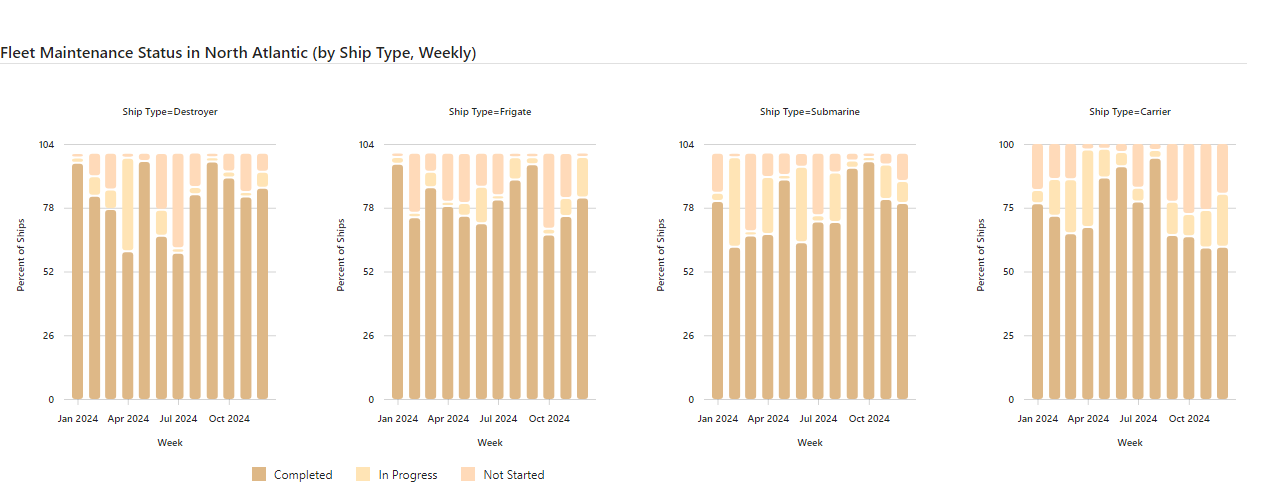 Fleet Maintenance Status in North Atlantic (by Ship Type, Weekly)
Ship Type=Destroyer
104
78
52
26
0
Percent of Ships
Jan 2024 Apr 2024 Jul 2024 Oct 2024
Week
Ship Type=Frigate
104
78
52
26
0
Percent of Ships
Jan 2024 Apr 2024 Jul 2024 Oct 2024
Week
Ship Type=Submarine
104
78
52
26
0
Percent of Ships
Jan 2024 Apr 2024 Jul 2024 Oct 2024
Week
Ship Type=Carrier
100
75
50
25
0
Percent of Ships
Jan 2024 Apr 2024 Jul 2024 Oct 2024
Week
Completed In Progress Not Started